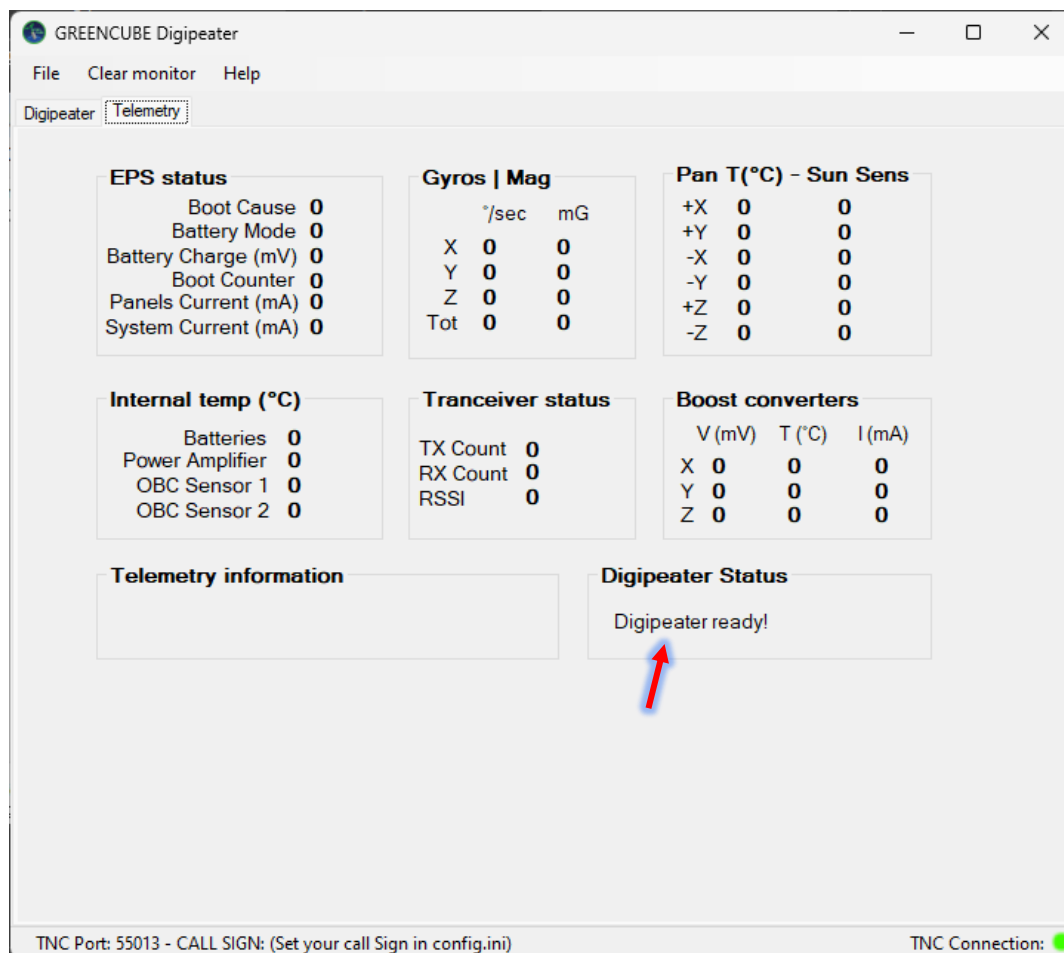 GREENCUBE Digipeater
File Clear monitor Help
Digipeater Telemetry
EPS status
Boot Cause 0
Battery Mode 0
Battery Charge (mV) 0
Boot Counter 0
Panels Current (mA) 0
System Current (mA) 0
Gyros | Mag
°/sec mG
X 0 0
Y 0 0
Z 0 0
Tot 0 0
Pan T(°C) - Sun Sens
+X 0 0
+Y 0 0
-X 0 0
-Y 0 0
+Z 0 0
-Z 0 0
Internal temp (°C)
Batteries 0
Power Amplifier 0
OBC Sensor 1 0
OBC Sensor 2 0
Tranceiver status
TX Count 0
RX Count 0
RSSI 0
Boost converters
V (mV) T (°C) I (mA)
X 0 0 0
Y 0 0 0
Z 0 0 0
Telemetry information
Digipeater Status
Digipeater ready!
TNC Port: 55013 - CALL SIGN: (Set your call Sign in config.ini) TNC Connection: